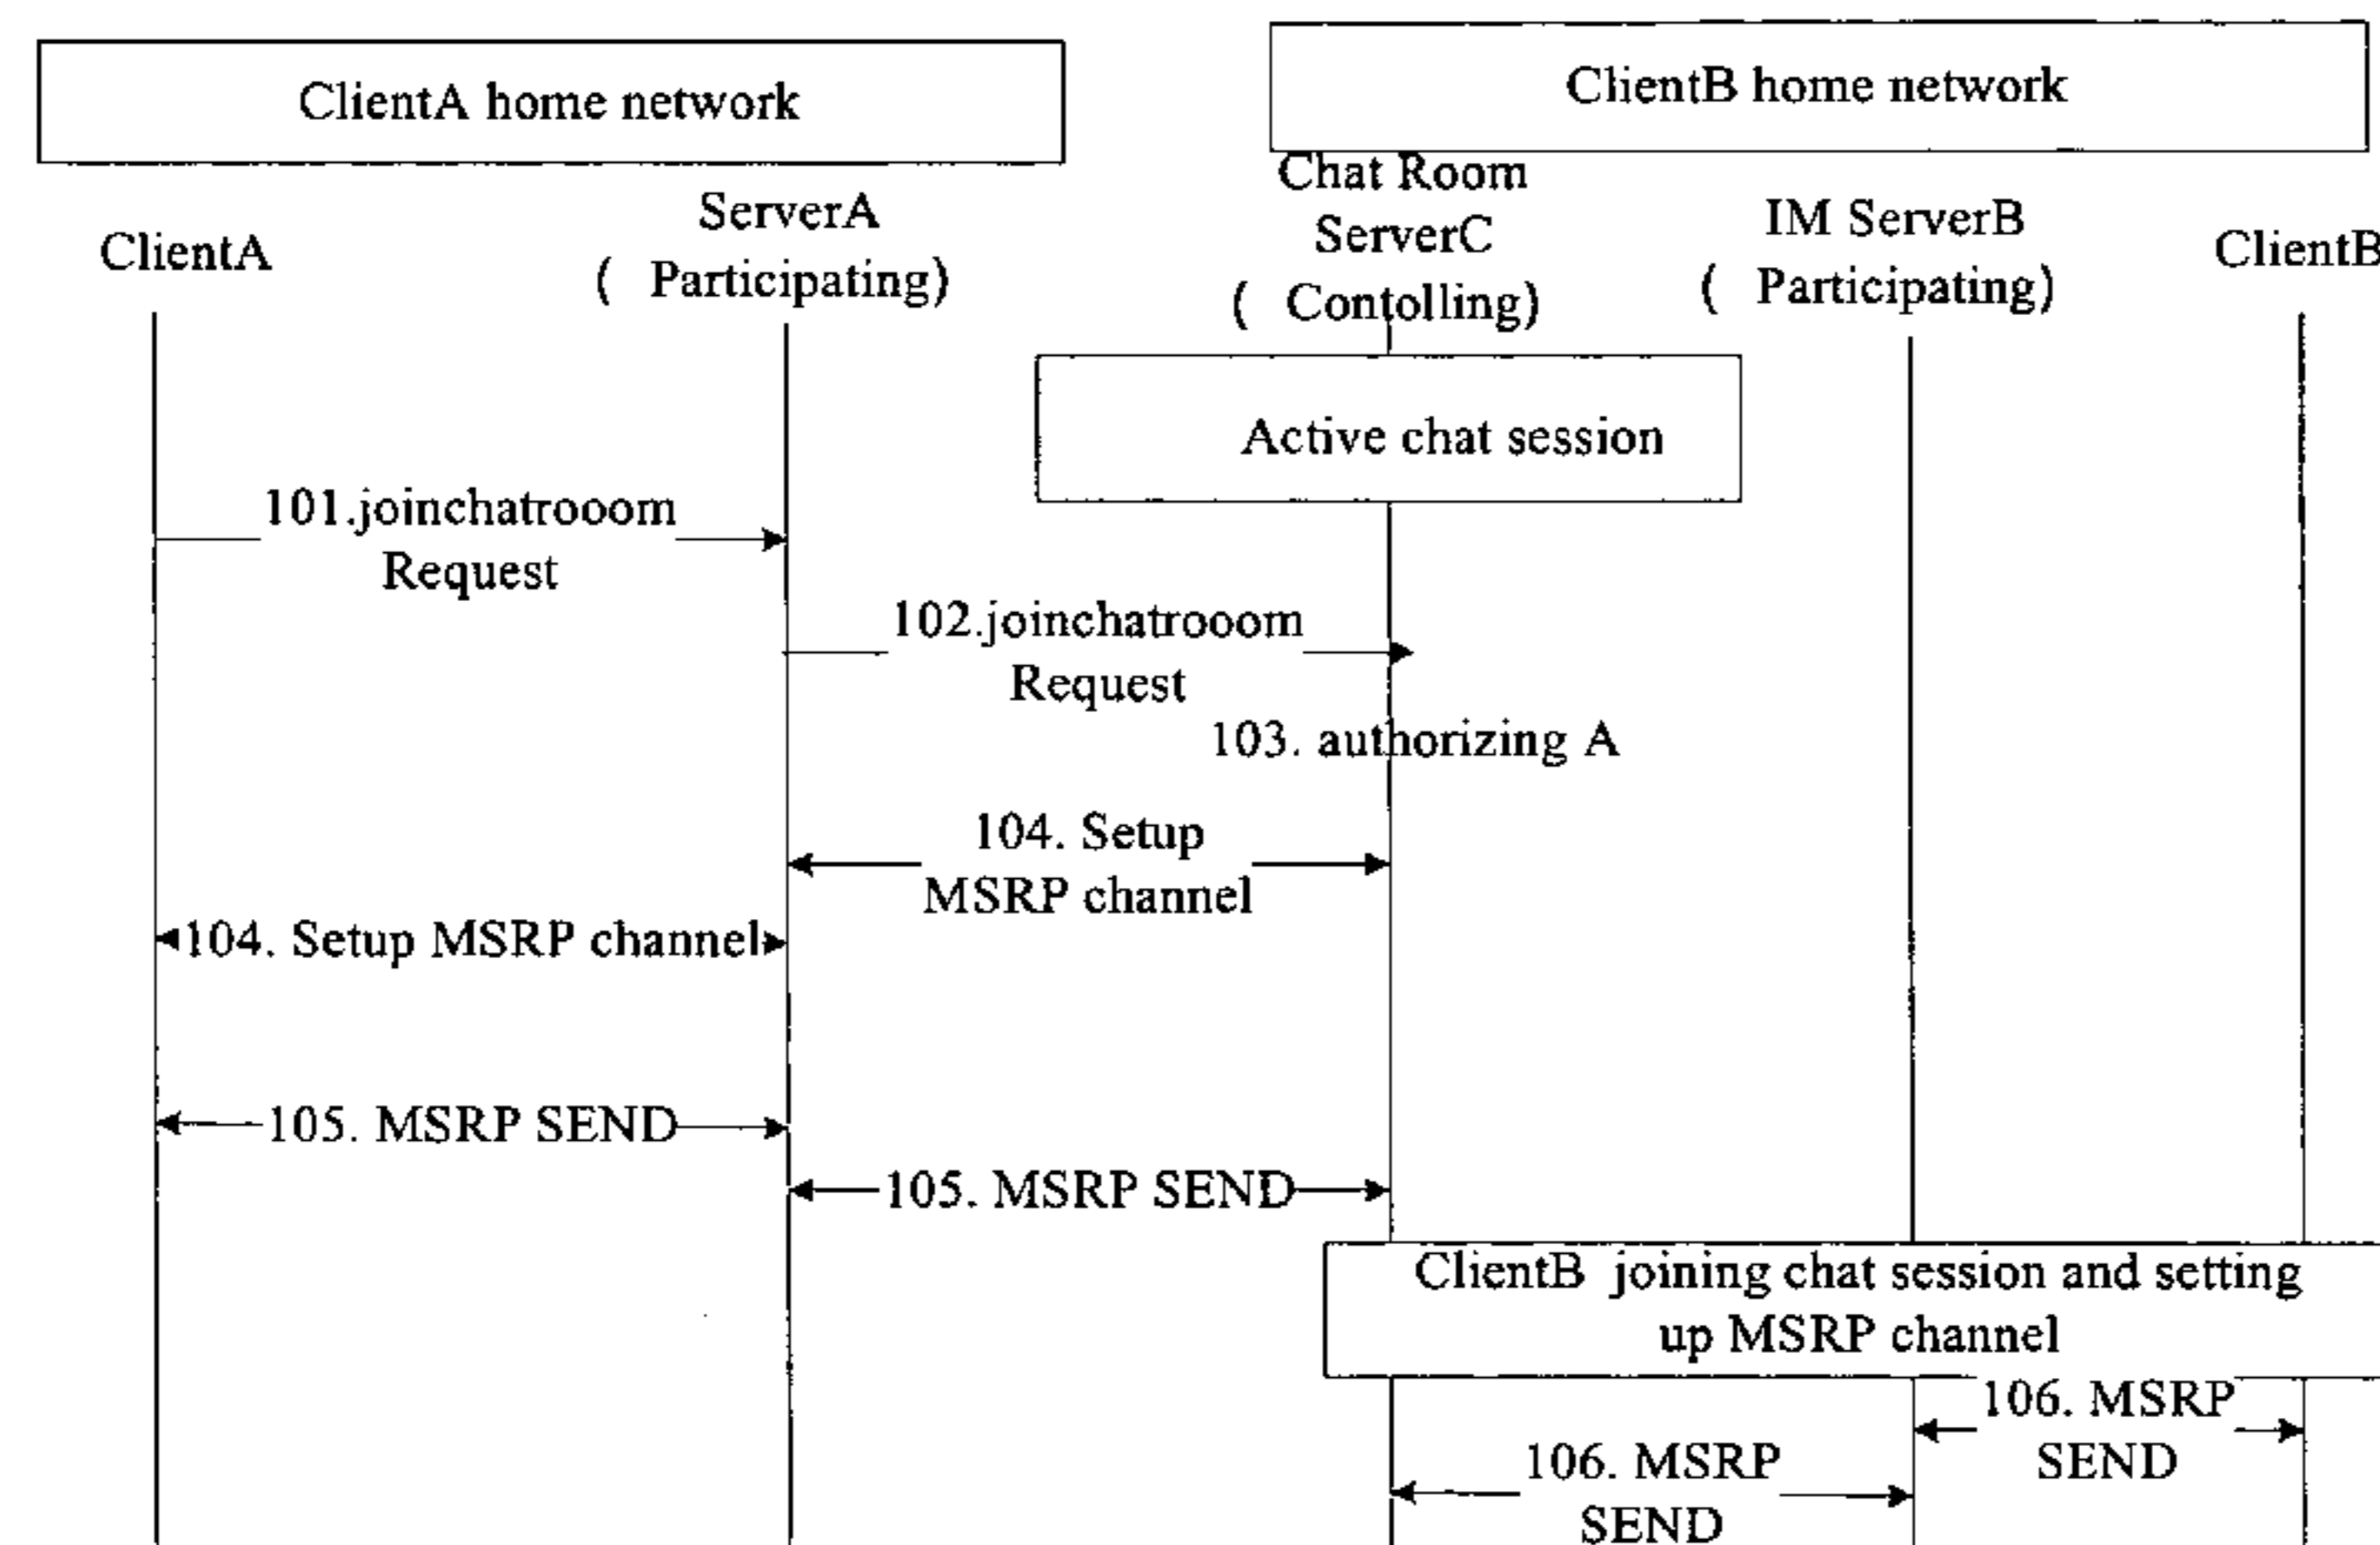 ClientA home network
ClientB home network
ClientA
ServerA
( Participating)
Chat Room
ServerC
( Contolling)
IM ServerB
( Participating)
ClientB
Active chat session
101.joinchatrooom
Request
102.joinchatrooom
Request
103. authorizing A
104. Setup
MSRP channel
104. Setup MSRP channel
105. MSRP SEND
105. MSRP SEND
ClientB joining chat session and setting
up MSRP channel
106. MSRP
SEND
106. MSRP
SEND